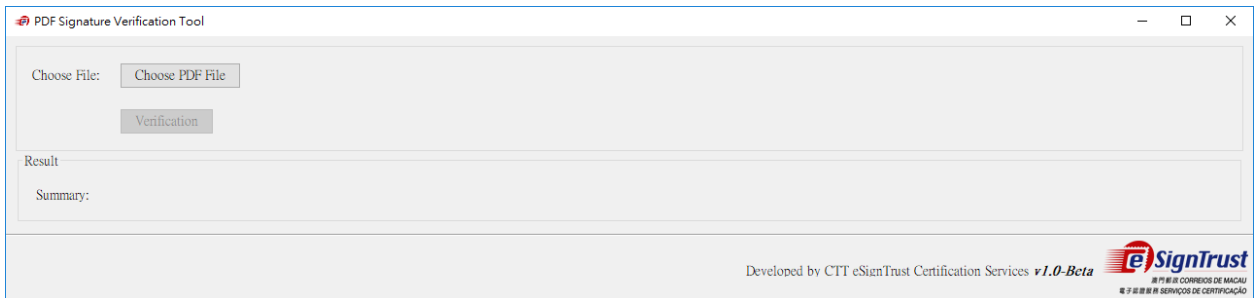 PDF Signature Verification Tool
Choose File: Choose PDF File
Verification
Result
Summary:
Developed by CTT eSignTrust Certification Services v1.0-Beta
eSignTrust
澳門郵政 CORREIOS DE MACAU
電子認證服務 SERVIÇOS DE CERTIFICAÇÃO